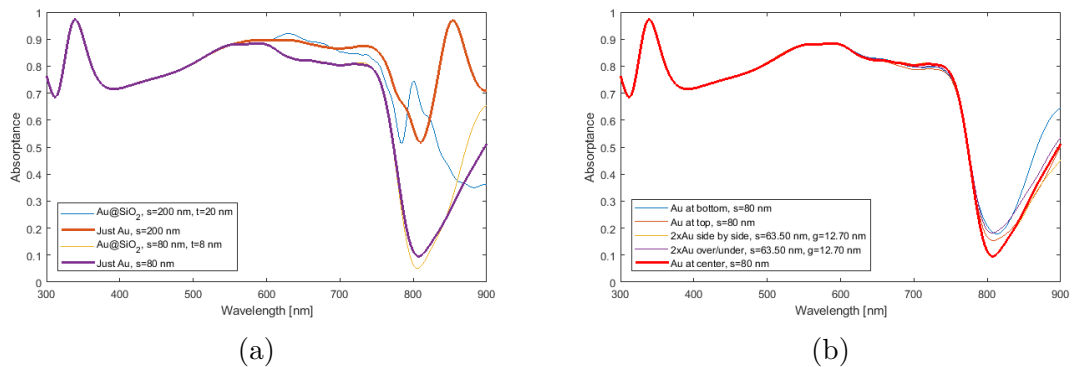 1
0.9
0.8
0.7
0.6
0.5
0.4
0.3
0.2
0.1
0
Absorptance
Au@SiO2, s=200 nm, t=20 nm
Just Au, s=200 nm
Au@SiO2, s=80 nm, t=8 nm
Just Au, s=80 nm
300 400 500 600 700 800 900
Wavelength [nm]
(a)
1
0.9
0.8
0.7
0.6
0.5
0.4
0.3
0.2
0.1
0
Absorptance
Au at bottom, s=80 nm
Au at top, s=80 nm
2xAu side by side, s=63.50 nm, g=12.70 nm
2xAu over/under, s=63.50 nm, g=12.70 nm
Au at center, s=80 nm
300 400 500 600 700 800 900
Wavelength [nm]
(b)